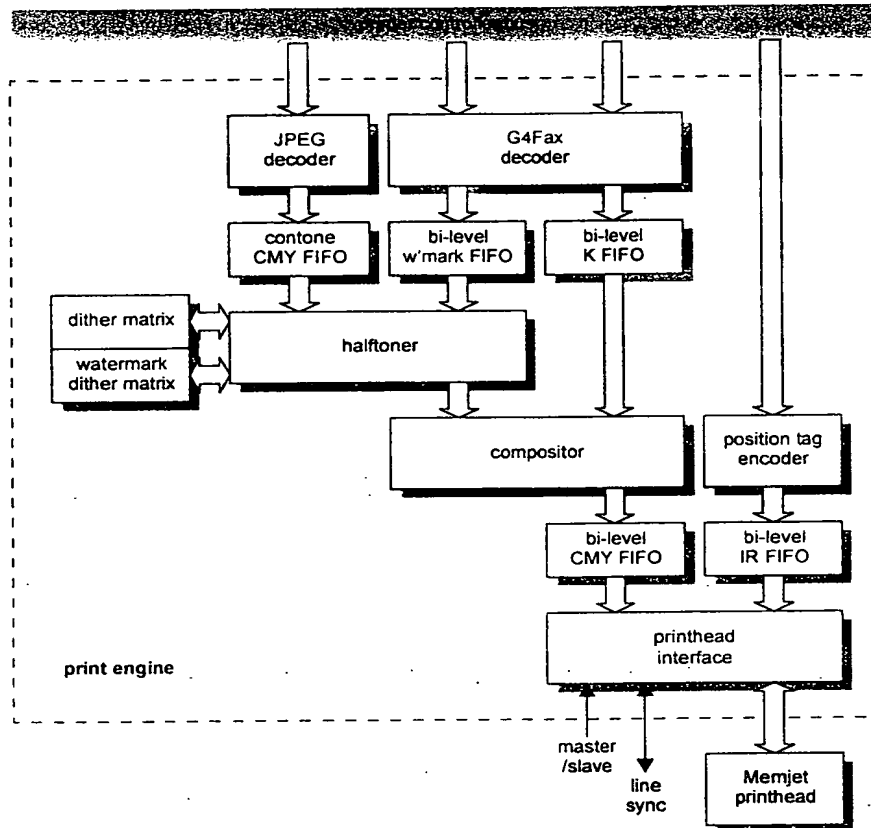 JPEG
decoder
G4Fax
decoder
contone
CMY FIFO
bi-level
w'mark FIFO
bi-level
K FIFO
dither matrix
watermark
dither matrix
halftoner
compositor
position tag
encoder
bi-level
CMY FIFO
bi-level
IR FIFO
printhead
interface
print engine
master
/slave
line
sync
Memjet
printhead